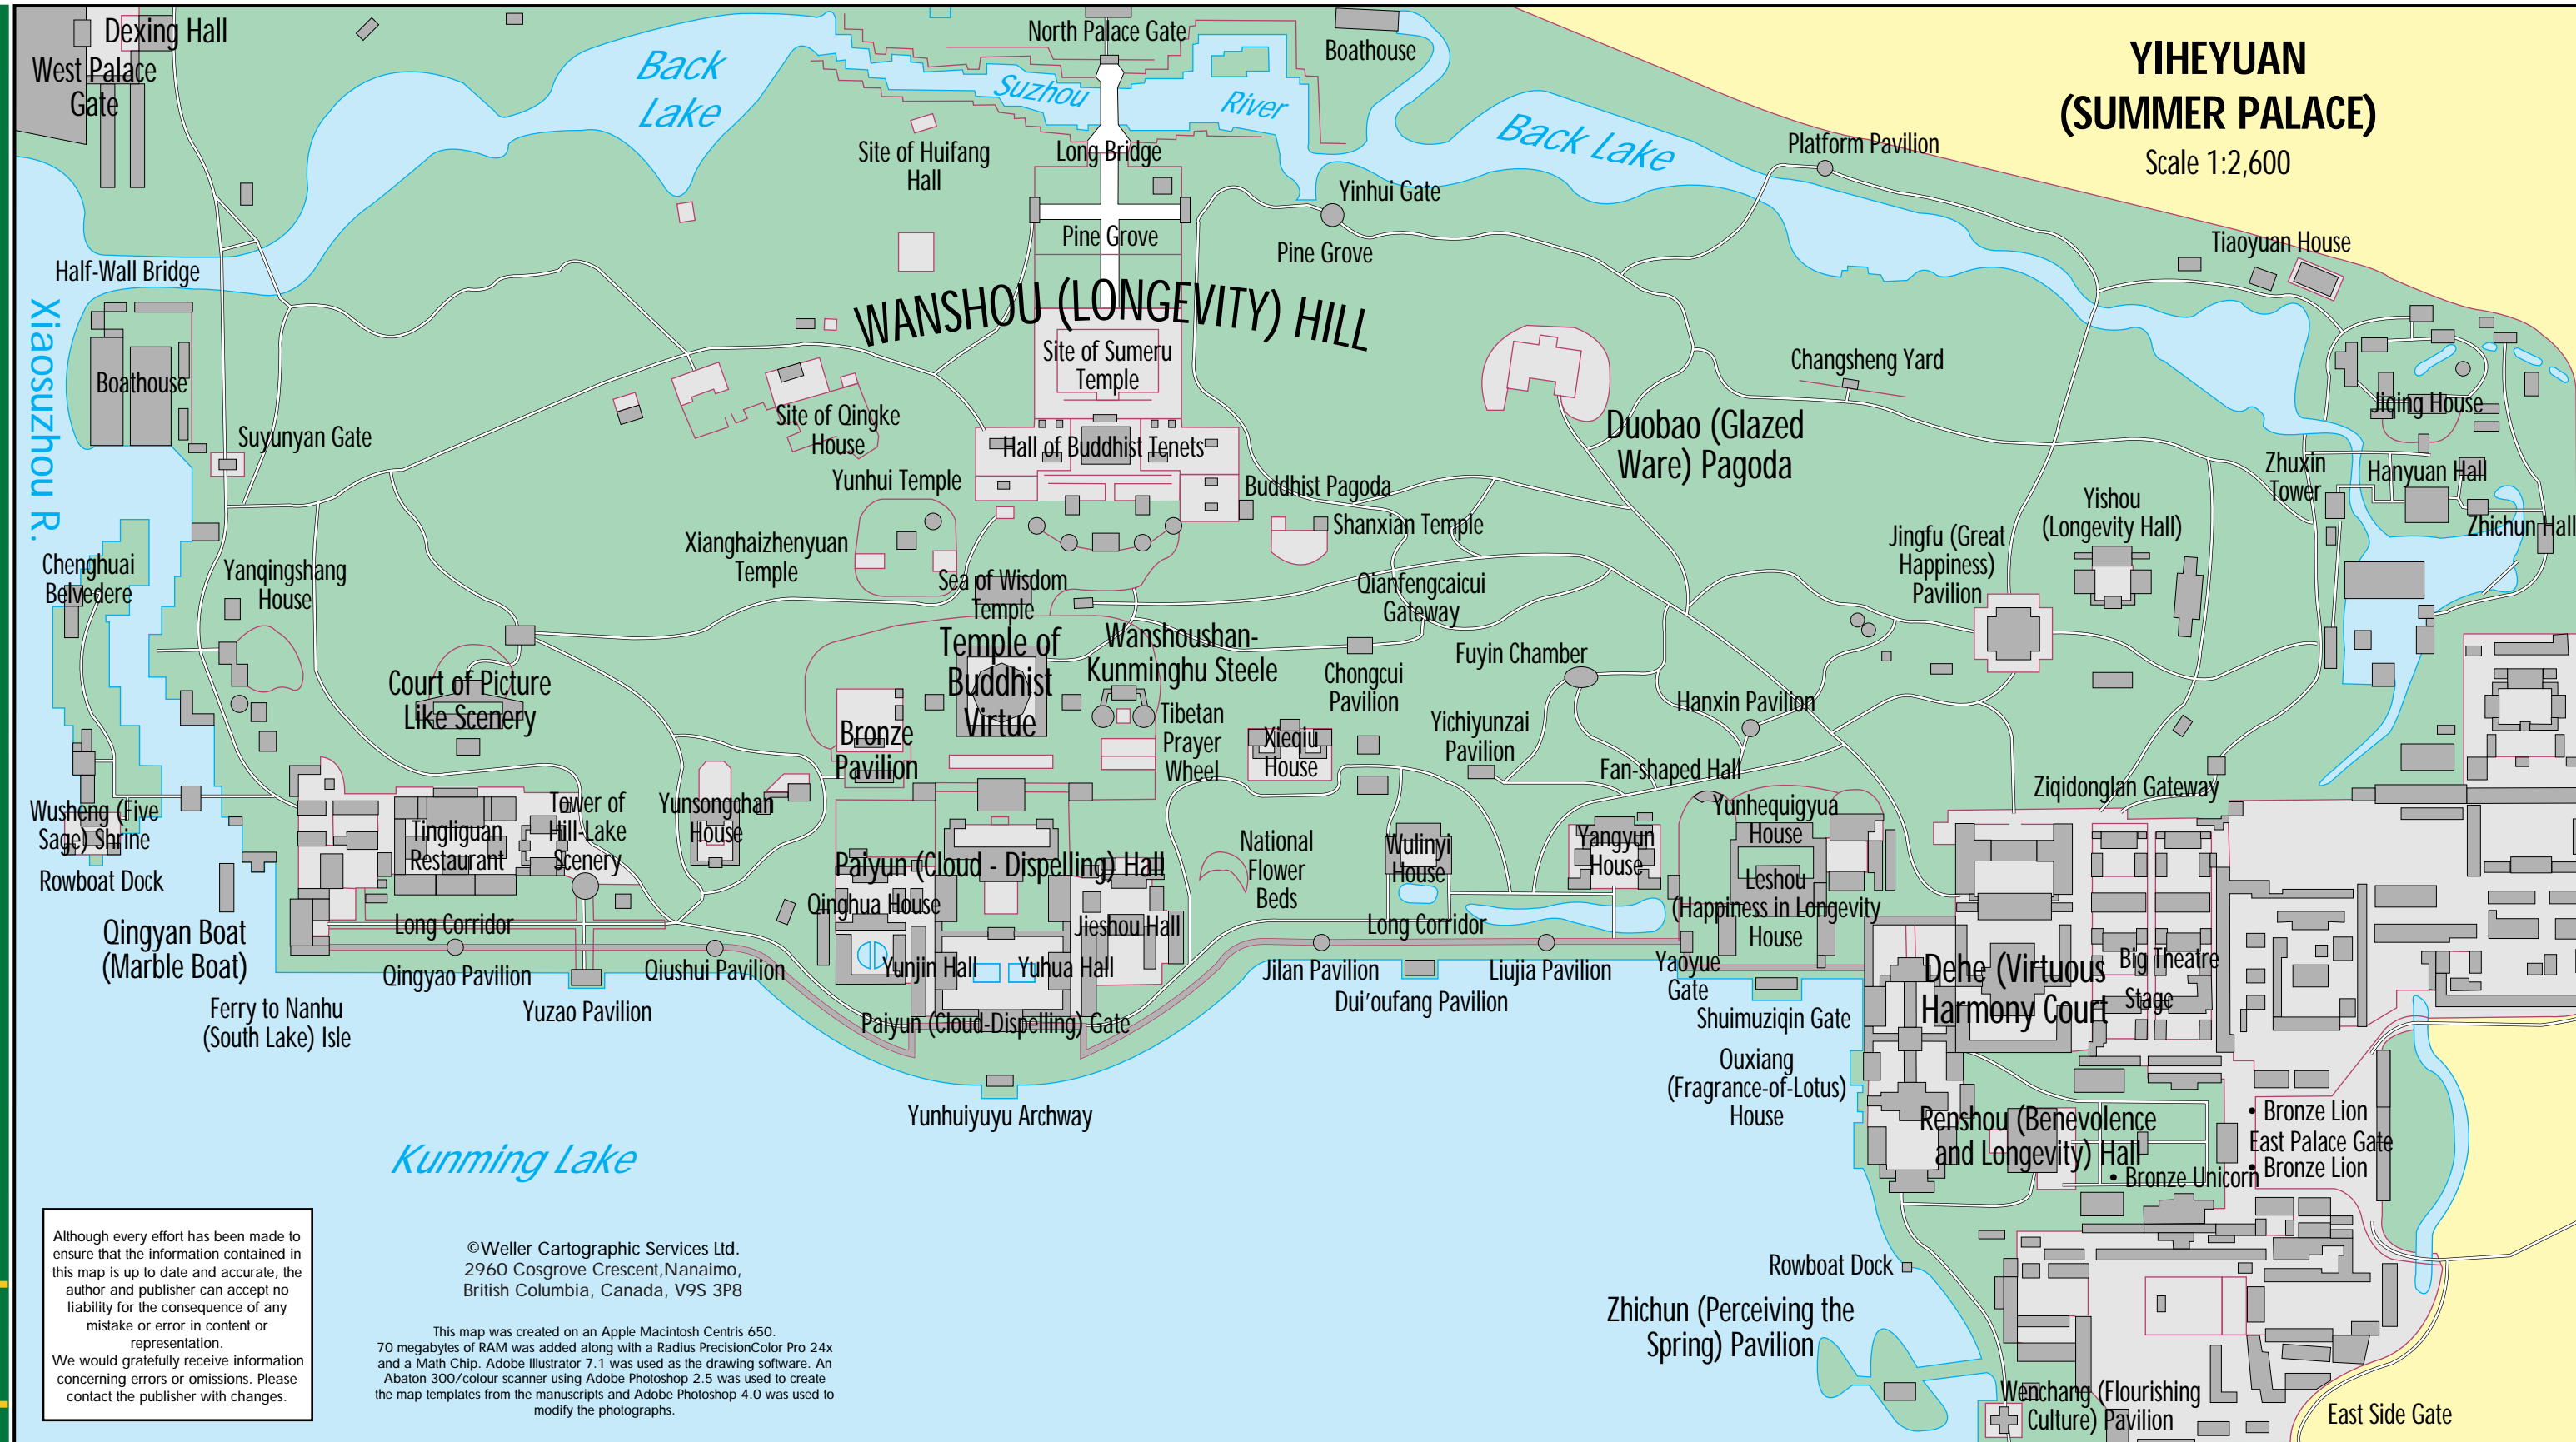 YIHEYUAN
(SUMMER PALACE)
Scale 1:2,600
Dexing Hall
West Palace
Gate
Back
Lake
North Palace Gate
Suzhou
River
Boathouse
Back Lake
Platform Pavilion
Site of Huifang
Hall
Long Bridge
Yinhui Gate
Pine Grove
Pine Grove
Half-Wall Bridge
Tiaoyuan House
Xiaosuzhou R.
WANSHOU (LONGEVITY) HILL
Boathouse
Site of Sumeru
Temple
Changsheng Yard
Jiqing House
Suyunyan Gate
Site of Qingke
House
Hall of Buddhist Tenets
Duobao (Glazed
Ware) Pagoda
Yunhui Temple
Buddhist Pagoda
Zhuxin
Tower
Hanyuan Hall
Shanxian Temple
Yishou
(Longevity Hall)
Zhichun Hall
Jingfu (Great
Happiness)
Pavilion
Xianghaizhenyuan
Temple
Chenghuai
Belvedere
Yanqingshang
House
Sea of Wisdom
Temple
Qianfengcaicui
Gateway
Temple of
Buddhist
Virtue
Wanshoushan-
Kunminghu Steele
Fuyin Chamber
Chongcui
Pavilion
Court of Picture
Like Scenery
Hanxin Pavilion
Tibetan
Prayer
Wheel
Yichiyunzai
Pavilion
Bronze
Pavilion
Xieqiu
House
Fan-shaped Hall
Ziqidonglan Gateway
Wusheng (Five
Sage) Shrine
Tingliguan
Restaurant
Tower of
Hill-Lake
Scenery
Yunsongchan
House
Yunhequigyua
House
National
Flower
Beds
Wulinyi
House
Yangyun
House
Paiyun (Cloud - Dispelling) Hall
Rowboat Dock
Leshou
(Happiness in Longevity
House
Qinghua House
Jieshou Hall
Long Corridor
Long Corridor
Qingyan Boat
(Marble Boat)
Qingyao Pavilion
Qiushui Pavilion
Yunjin Hall
Yuhua Hall
Jilan Pavilion
Liujia Pavilion
Yaoyue
Gate
Dehe (Virtuous
Harmony Court
Big Theatre
Stage
Ferry to Nanhu
(South Lake) Isle
Yuzao Pavilion
Dui'oufang Pavilion
Paiyun (Cloud-Dispelling) Gate
Shuimuziqin Gate
Ouxiang
(Fragrance-of-Lotus)
House
Yunhuiyuyu Archway
Renshou (Benevolence
and Longevity) Hall
• Bronze Lion
East Palace Gate
• Bronze Lion
• Bronze Unicorn
Kunming Lake
Rowboat Dock
Zhichun (Perceiving the
Spring) Pavilion
Wenchang (Flourishing
Culture) Pavilion
East Side Gate
Although every effort has been made to
ensure that the information contained in
this map is up to date and accurate, the
author and publisher can accept no
liability for the consequence of any
mistake or error in content or
representation.
We would gratefully receive information
concerning errors or omissions. Please
contact the publisher with changes.
©Weller Cartographic Services Ltd.
2960 Cosgrove Crescent,Nanaimo,
British Columbia, Canada, V9S 3P8
This map was created on an Apple Macintosh Centris 650.
70 megabytes of RAM was added along with a Radius PrecisionColor Pro 24x
and a Math Chip. Adobe Illustrator 7.1 was used as the drawing software. An
Abaton 300/colour scanner using Adobe Photoshop 2.5 was used to create
the map templates from the manuscripts and Adobe Photoshop 4.0 was used to
modify the photographs.